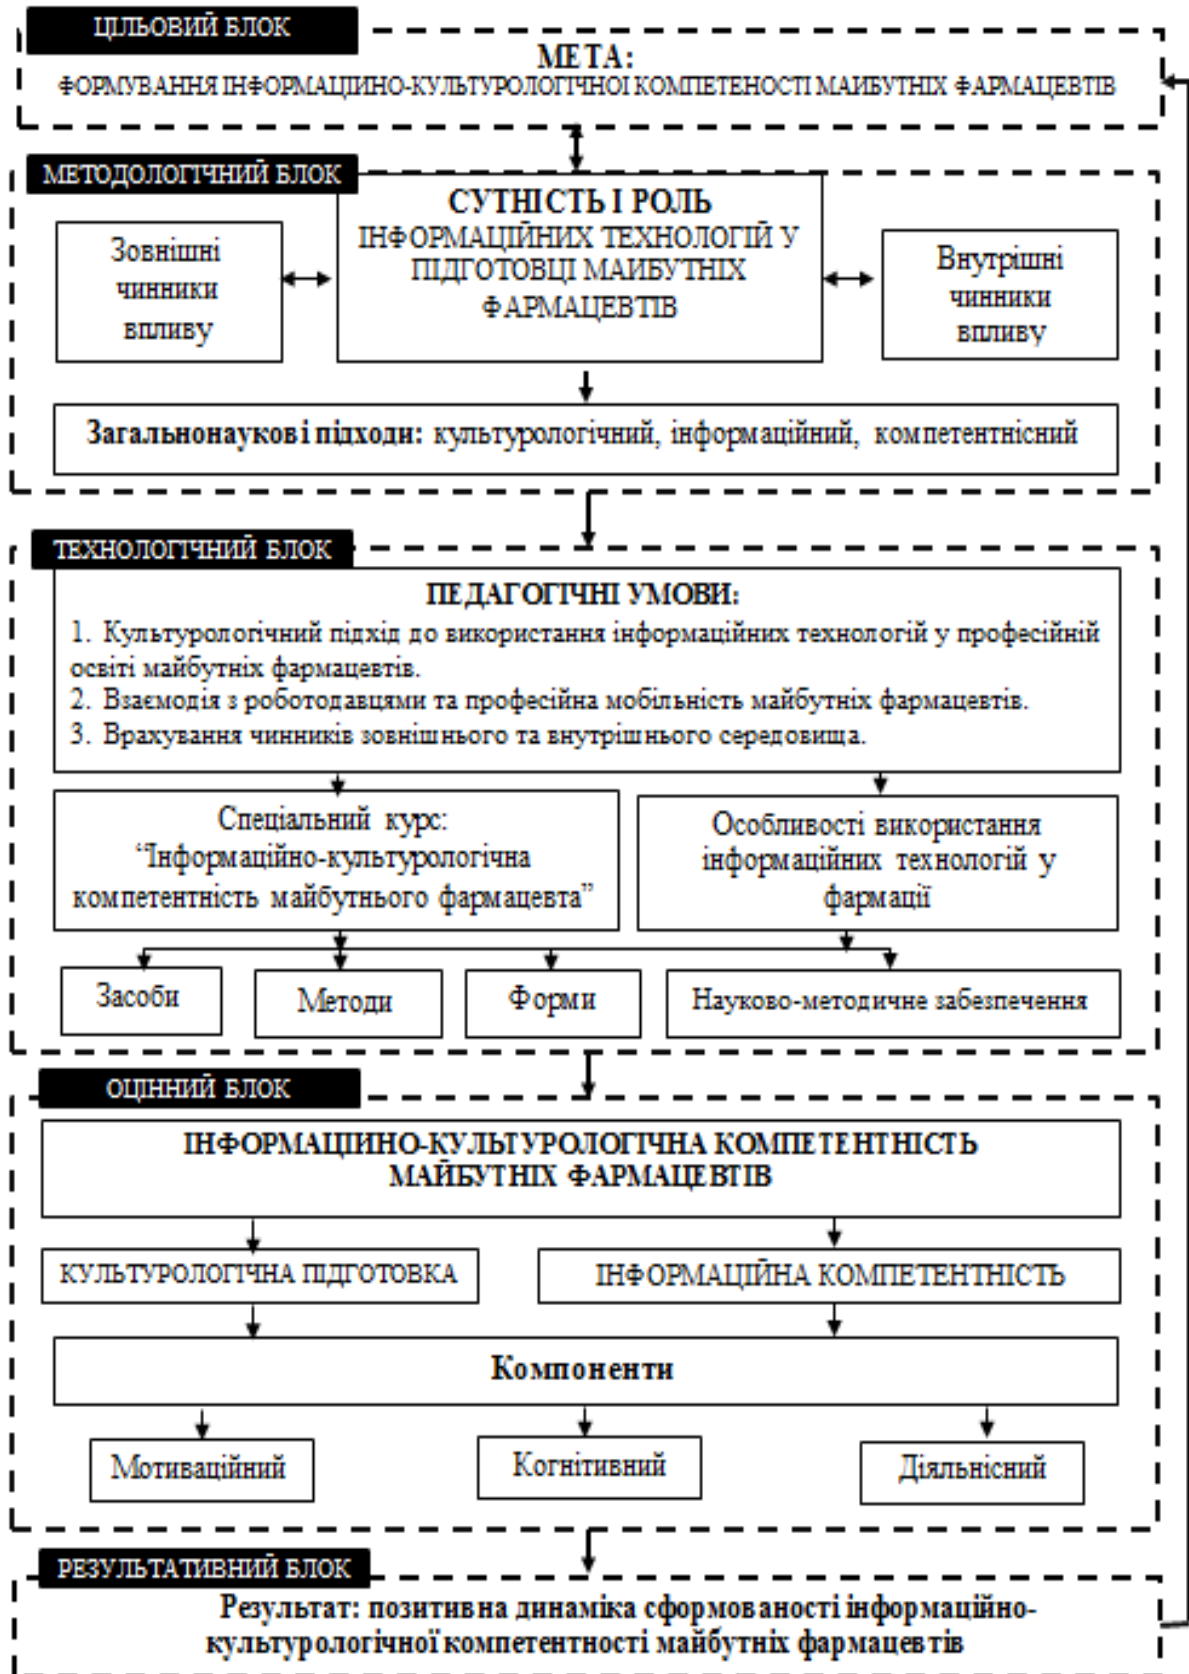 ЦІЛЬОВИЙ БЛОК
МЕТА:
ФОРМУВАННЯ ІНФОРМАЦІЙНО-КУЛЬТУРОЛОГІЧНОЇ КОМПЕТЕНОСТІ МАЙБУТНІХ ФАРМАЦЕВТІВ
МЕТОДОЛОГІЧНИЙ БЛОК
Зовнішні
чинники
впливу
СУТНІСТЬ І РОЛЬ
ІНФОРМАЦІЙНИХ ТЕХНОЛОГІЙ У
ПІДГОТОВЦІ МАЙБУТНІХ
ФАРМАЦЕВТІВ
Внутрішні
чинники
впливу
Загальнонаукові підходи: культурологічний, інформаційний, компетентнісний
ТЕХНОЛОГІЧНИЙ БЛОК
ПЕДАГОГІЧНІ УМОВИ:
1. Культурологічний підхід до використання інформаційних технологій у професійній
освіті майбутніх фармацевтів.
2. Взаємодія з роботодавцями та професійна мобільність майбутніх фармацевтів.
3. Врахування чинників зовнішнього та внутрішнього середовища.
Спеціальний курс:
“Інформаційно-культурологічна
компетентність майбутнього фармацевта”
Особливості використання
інформаційних технологій у
фармації
Засоби
Методи
Форми
Науково-методичне забезпечення
ОЦІННИЙ БЛОК
ІНФОРМАЦІЙНО-КУЛЬТУРОЛОГІЧНА КОМПЕТЕНТНІСТЬ
МАЙБУТНІХ ФАРМАЦЕВТІВ
КУЛЬТУРОЛОГІЧНА ПІДГОТОВКА
ІНФОРМАЦІЙНА КОМПЕТЕНТНІСТЬ
Компоненти
Мотиваційний
Когнітивний
Діяльнісний
РЕЗУЛЬТАТИВНИЙ БЛОК
Результат: позитивна динаміка сформованості інформаційно-
культурологічної компетентності майбутніх фармацевтів